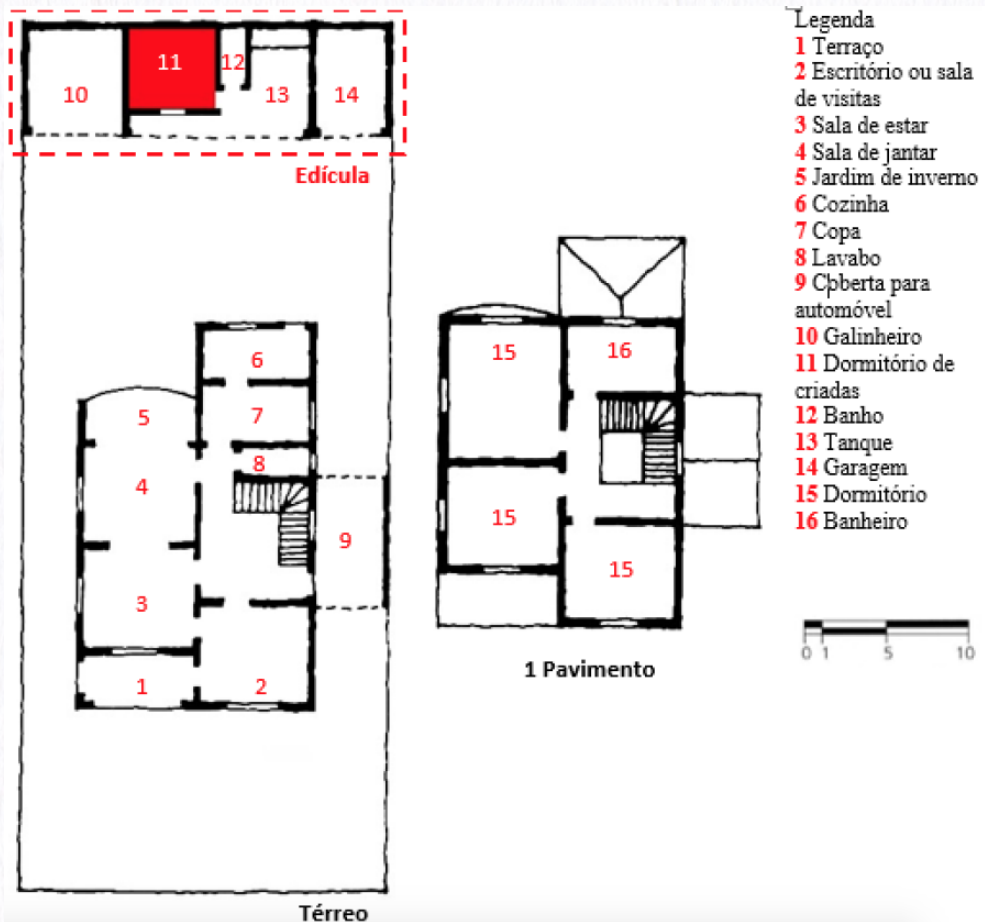 11
12
10
13
14
Edícula
6
5
7
8
4
9
3
1
2
Térreo
15
16
15
15
1 Pavimento
Legenda
1 Terraço
2 Escritório ou sala
de visitas
3 Sala de estar
4 Sala de jantar
5 Jardim de inverno
6 Cozinha
7 Copa
8 Lavabo
9 Coberta para
automóvel
10 Galinheiro
11 Dormitório de
criadas
12 Banho
13 Tanque
14 Garagem
15 Dormitório
16 Banheiro
0 1 5 10